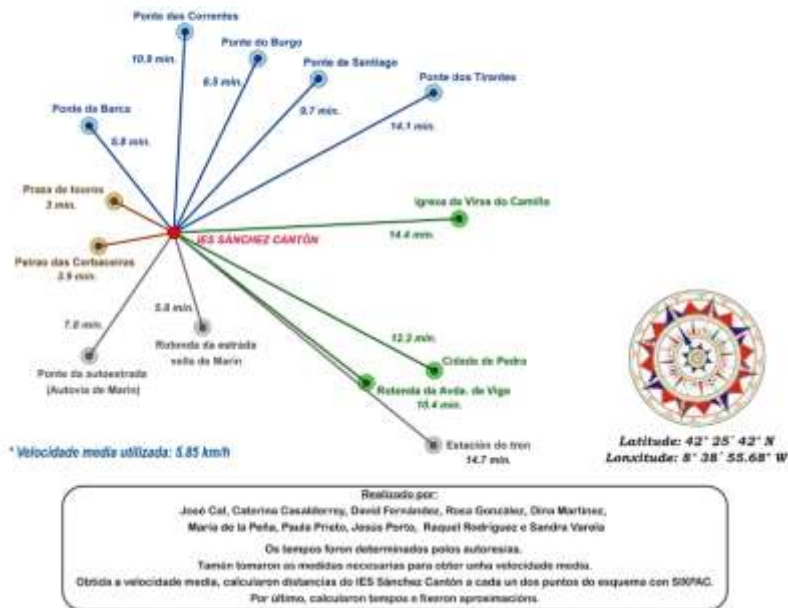 Ponte das Correntes
10.9 min.
Ponte do Burgo
6.5 min.
Ponte de Santiago
9.7 min.
Ponte dos Tirantes
14.1 min.
Ponte da Barca
5.8 min.
Praza de touros
3 min.
IES SÁNCHEZ CANTÓN
Igrexa da Virxe do Camiño
14.4 min.
Peirao das Corbaceiras
3.9 min.
7.8 min.
5.8 min.
Rotonda da estrada
vella de Marín
Ponte da autoestrada
(Autovía de Marín)
12.2 min.
Cidade de Pedra
Rotonda da Avda. de Vigo
10.4 min.
Estación do tren
14.7 min.
* Velocidade media utilizada: 5.85 km/h
Latitude: 42° 25´ 42" N
Lonxitude: 8° 38´ 55.68" W
Realizado por:
José Cal, Caterina Casalderrey, David Fernández, Rosa González, Dina Martínez,
María de la Peña, Paula Prieto, Jesús Porto, Raquel Rodríguez e Sandra Varela
Os tempos foron determinados polos autores/as.
Tamén tomaron as medidas necesarias para obter unha velocidade media.
Obtida a velocidade media, calcularon distancias do IES Sánchez Cantón a cada un dos puntos do esquema con SIXPAC.
Por último, calcularon tempos e fixeron aproximacións.